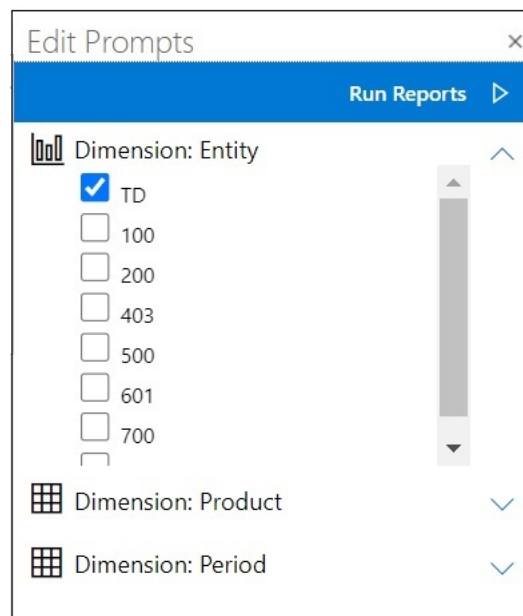 Edit Prompts
Run Reports
Dimension: Entity
TD
100
200
403
500
601
700
Dimension: Product
Dimension: Period